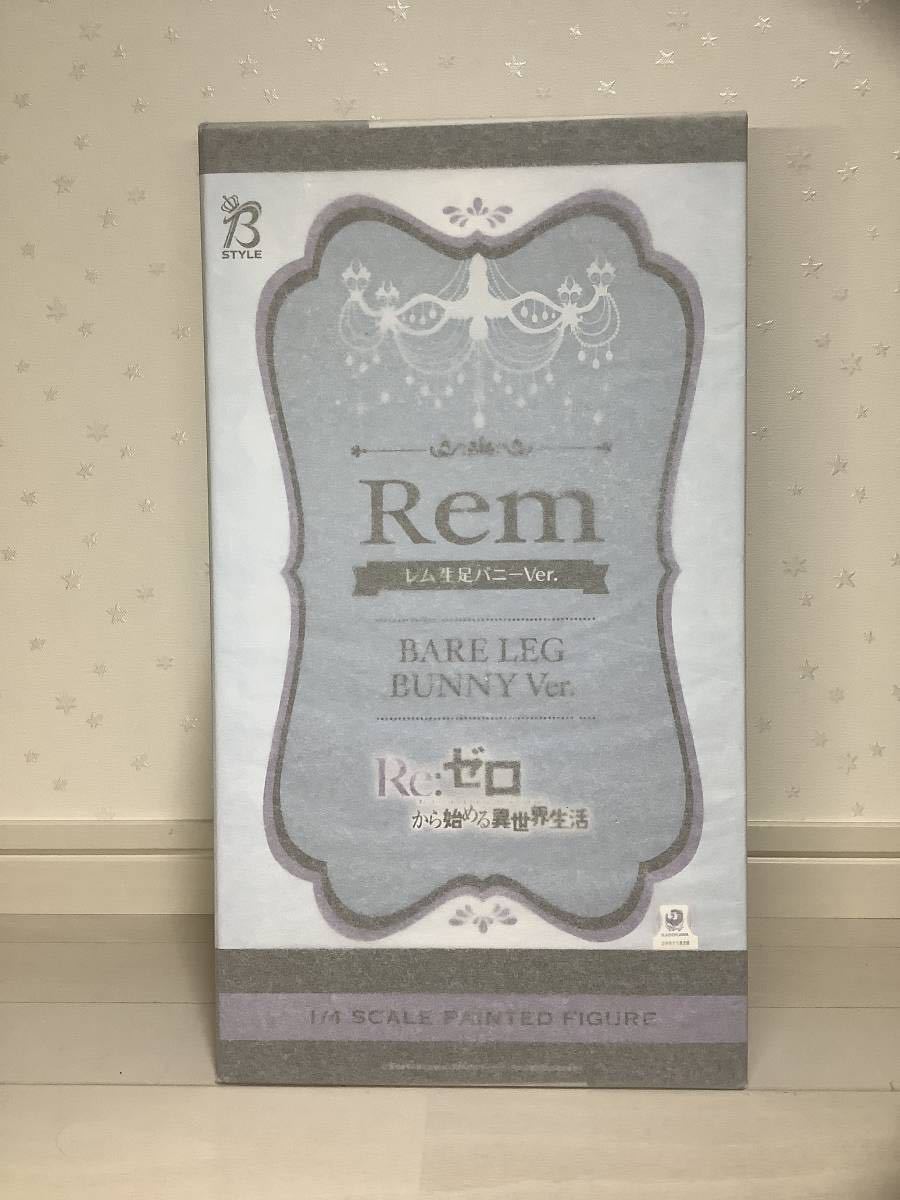 B
STYLE
Rem
レム生足バニーVer.
BARE LEG
BUNNY Ver.
Re:ゼロ
から始める異世界生活
KADOKAWA
1/4 SCALE PAINTED FIGURE